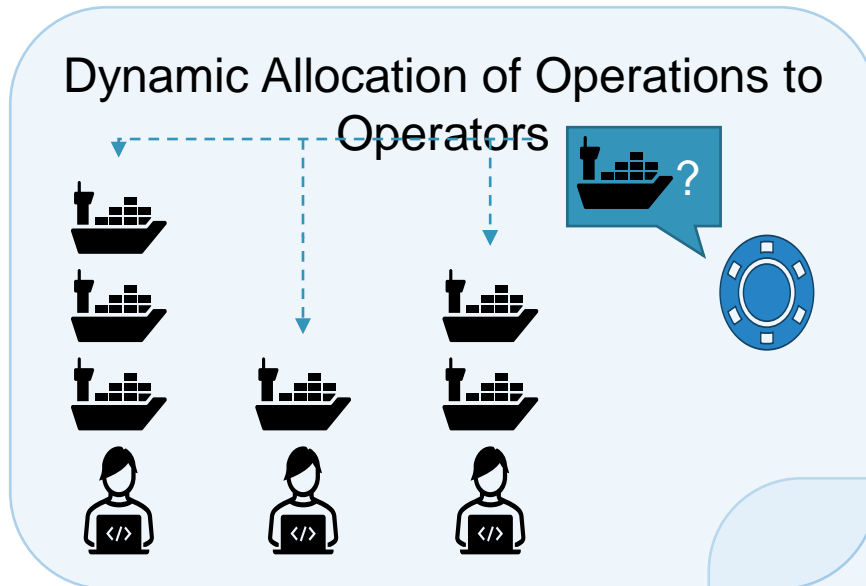 Dynamic Allocation of Operations to
Operators
?
</>
</>
</>